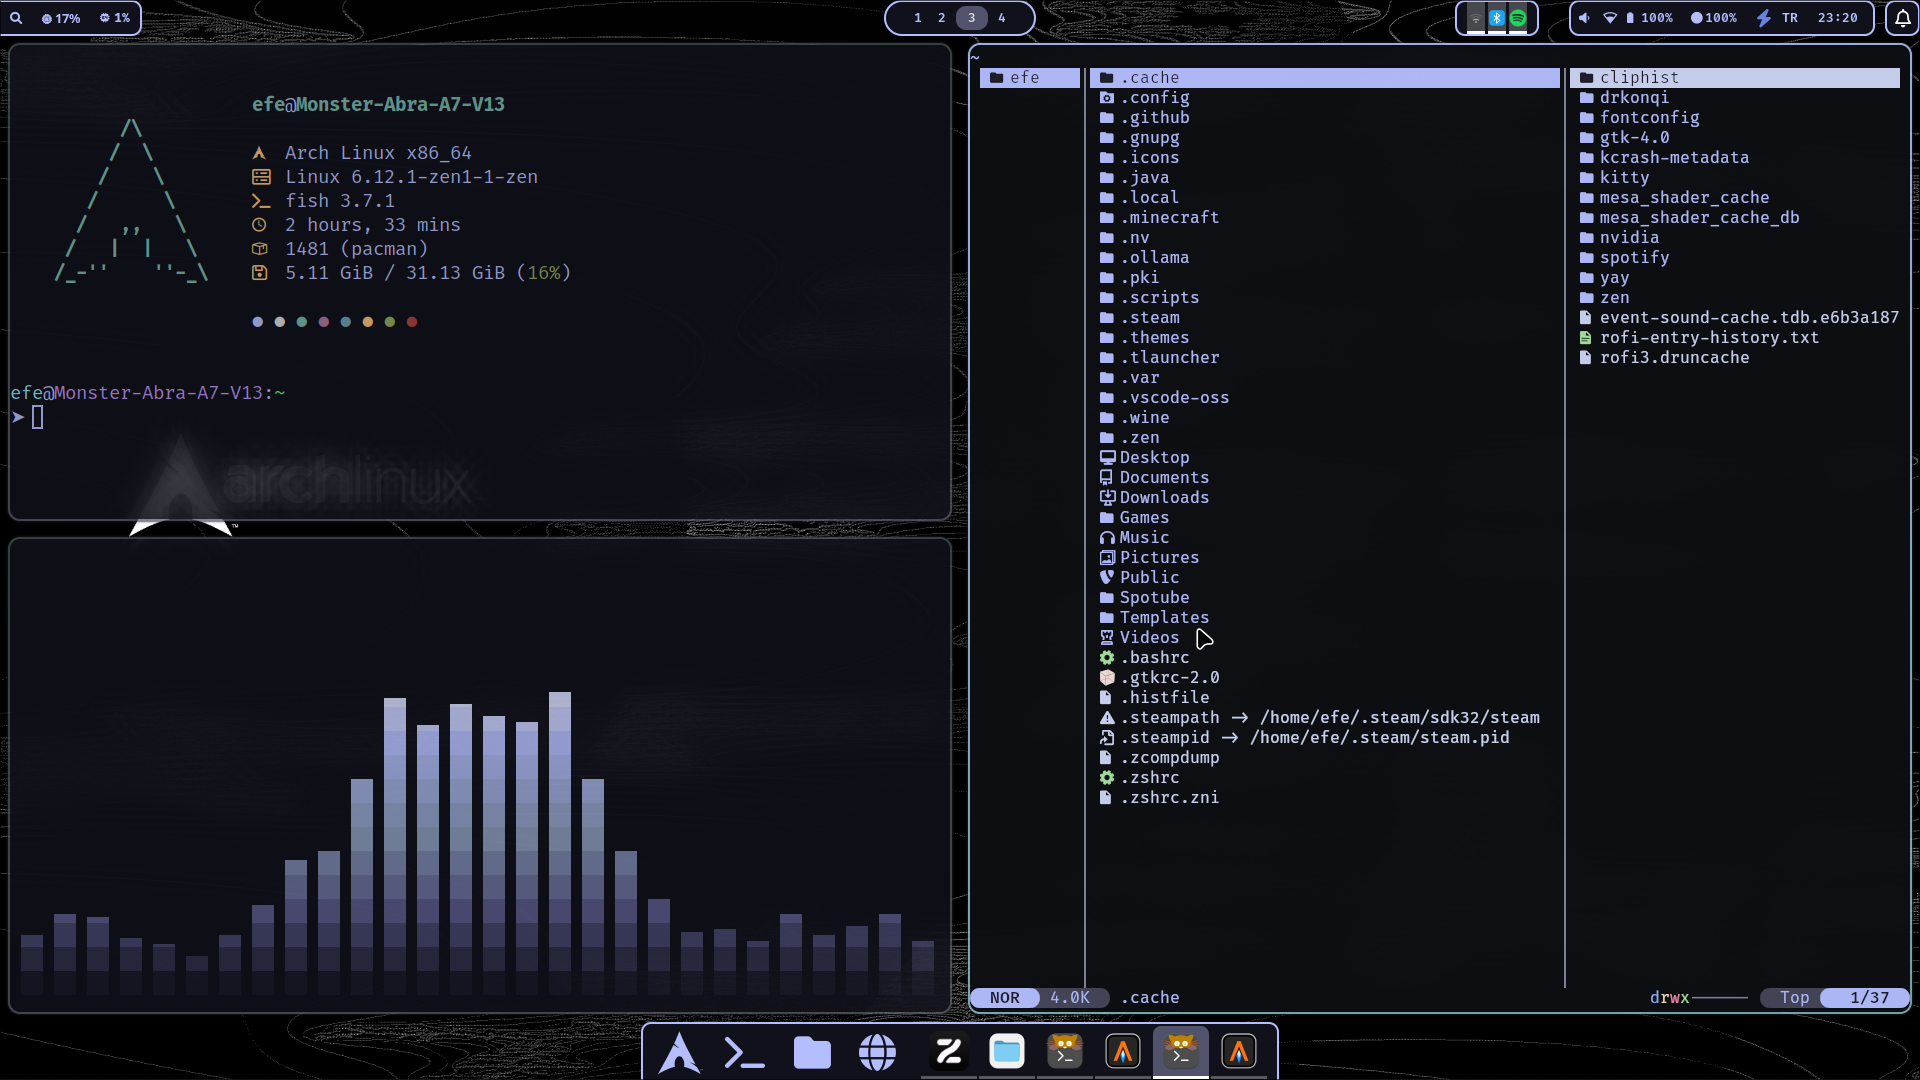 17% 1%
1 2 3 4
100% 100% TR 23:20
efe@Monster-Abra-A7-V13
Arch Linux x86_64
Linux 6.12.1-zen1-1-zen
fish 3.7.1
2 hours, 33 mins
1481 (pacman)
5.11 GiB / 31.13 GiB (16%)
efe@Monster-Abra-A7-V13:~
➤
archlinux
~
efe
.cache
.config
.github
.gnupg
.icons
.java
.local
.minecraft
.nv
.ollama
.pki
.scripts
.steam
.themes
.tlauncher
.var
.vscode-oss
.wine
.zen
Desktop
Documents
Downloads
Games
Music
Pictures
Public
Spotube
Templates
Videos
.bashrc
.gtkrc-2.0
.histfile
.steampath -> /home/efe/.steam/sdk32/steam
.steampid -> /home/efe/.steam/steam.pid
.zcompdump
.zshrc
.zshrc.zni
cliphist
drkonqi
fontconfig
gtk-4.0
kcrash-metadata
kitty
mesa_shader_cache
mesa_shader_cache_db
nvidia
spotify
yay
zen
event-sound-cache.tdb.e6b3a187
rofi-entry-history.txt
rofi3.druncache
NOR 4.0K .cache drwx------ Top 1/37